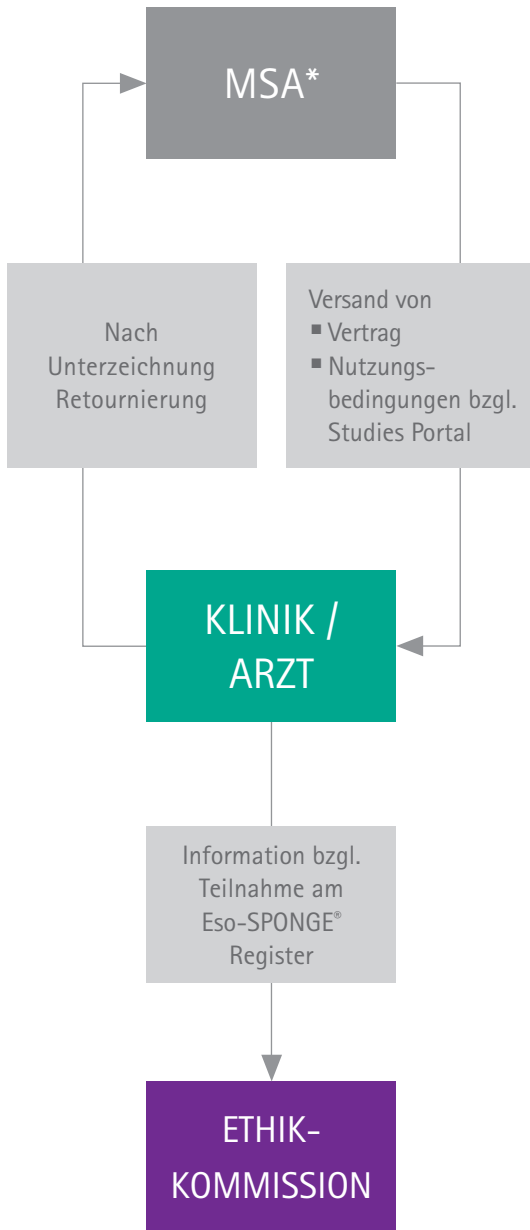 MSA*
Nach
Unterzeichnung
Retournierung
Versand von
▪ Vertrag
▪ Nutzungs-
bedingungen bzgl.
Studies Portal
KLINIK /
ARZT
Information bzgl.
Teilnahme am
Eso-SPONGE®
Register
ETHIK-
KOMMISSION